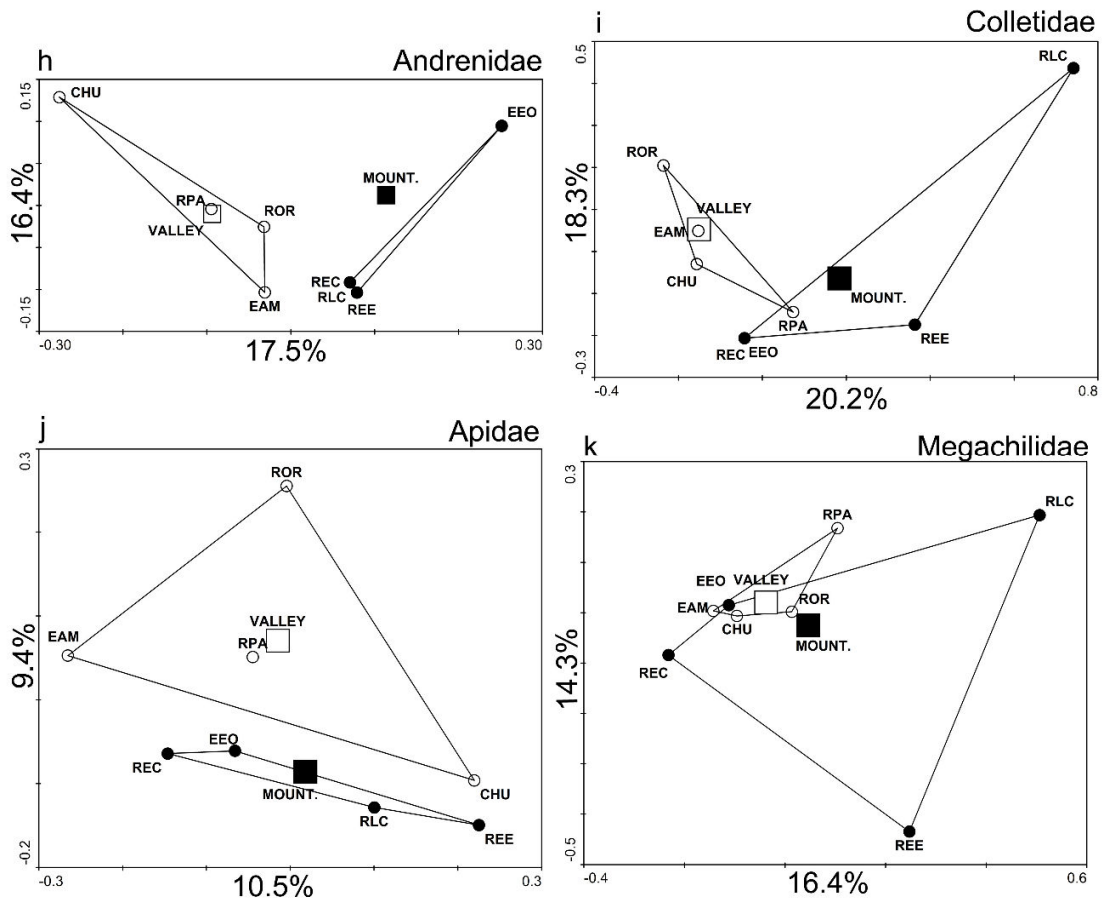 h
Andrenidae
0.15
CHU
EEO
MOUNT.
RPA
ROR
VALLEY
REC
RLC
REE
EAM
16.4%
-0.15
-0.30
17.5%
0.30
i
Colletidae
0.5
RLC
ROR
VALLEY
EAM
CHU
MOUNT.
RPA
REE
REC EEO
18.3%
-0.3
-0.4
20.2%
0.8
j
Apidae
0.3
ROR
VALLEY
EAM
RPA
EEO
REC
MOUNT.
CHU
RLC
REE
9.4%
-0.2
-0.3
10.5%
0.3
k
Megachilidae
0.3
RLC
RPA
EEO VALLEY
EAM
ROR
CHU
MOUNT.
REC
REE
14.3%
-0.5
-0.4
16.4%
0.6